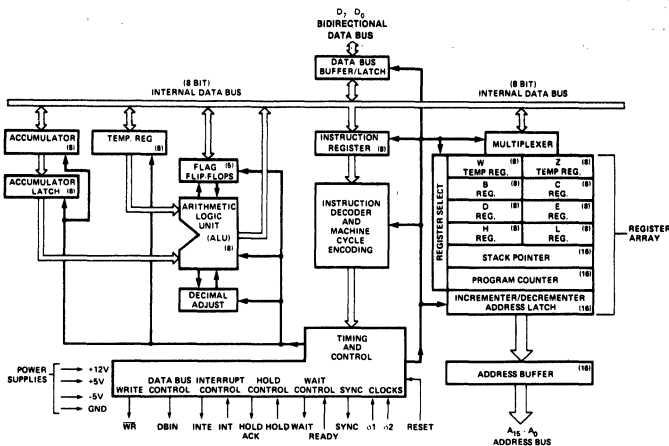 D7 D0
BIDIRECTIONAL
DATA BUS
DATA BUS
BUFFER/LATCH
(8 BIT)
INTERNAL DATA BUS
(8 BIT)
INTERNAL DATA BUS
ACCUMULATOR
(8)
TEMP. REG
(8)
INSTRUCTION
REGISTER (8)
MULTIPLEXER
ACCUMULATOR
LATCH (8)
FLAG (5)
FLIP-FLOPS
ARITHMETIC
LOGIC
UNIT
(ALU)
(8)
DECIMAL
ADJUST
INSTRUCTION
DECODER
AND
MACHINE
CYCLE
ENCODING
REGISTER SELECT
W (8)
TEMP REG.
Z (8)
TEMP REG.
B (8)
REG.
C (8)
REG.
D (8)
REG.
E (8)
REG.
H (8)
REG.
L (8)
REG.
STACK POINTER (16)
PROGRAM COUNTER (16)
INCREMENTER/DECREMENTER
ADDRESS LATCH (16)
REGISTER
ARRAY
TIMING
AND
CONTROL
WRITE
DATA BUS
CONTROL
INTERRUPT
CONTROL
HOLD
CONTROL
WAIT
CONTROL
SYNC
CLOCKS
POWER
SUPPLIES
+12V
+5V
-5V
GND
WR
DBIN
INTE
INT
HOLD
ACK
HOLD
WAIT
READY
SYNC
ø1
ø2
RESET
ADDRESS BUFFER (16)
A15 - A0
ADDRESS BUS